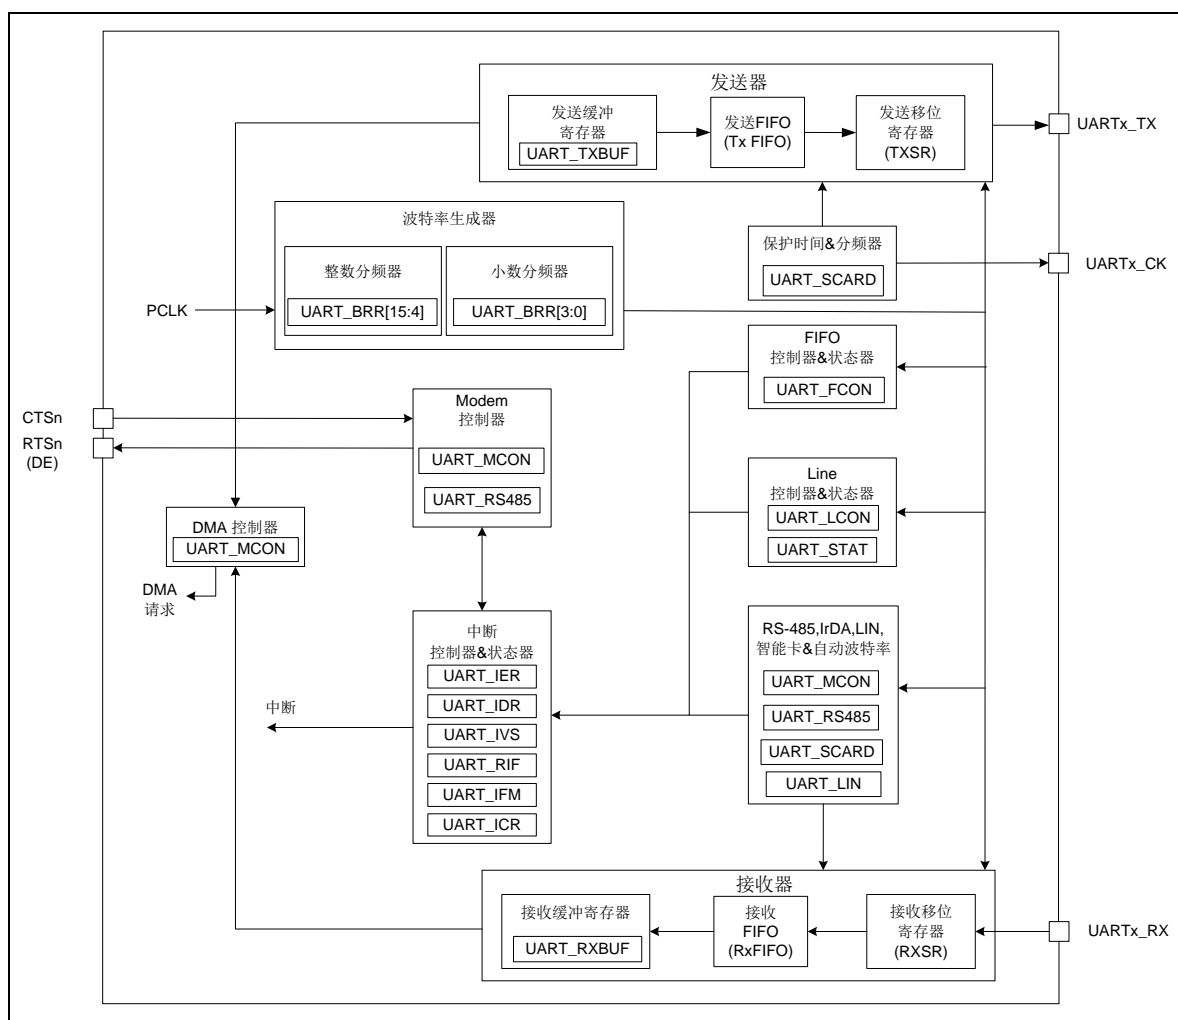 发送器
发送缓冲
寄存器
UART_TXBUF
发送FIFO
(Tx FIFO)
发送移位
寄存器
(TXSR)
UARTx_TX
波特率生成器
整数分频器
UART_BRR[15:4]
小数分频器
UART_BRR[3:0]
PCLK
保护时间&分频器
UART_SCARD
UARTx_CK
FIFO
控制器&状态器
UART_FCON
CTSn
RTSn
(DE)
Modem
控制器
UART_MCON
UART_RS485
Line
控制器&状态器
UART_LCON
UART_STAT
DMA 控制器
UART_MCON
DMA
请求
中断
控制器&状态器
UART_IER
UART_IDR
UART_IVS
UART_RIF
UART_IFM
UART_ICR
中断
RS-485,IrDA,LIN,
智能卡&自动波特率
UART_MCON
UART_RS485
UART_SCARD
UART_LIN
接收器
接收缓冲寄存器
UART_RXBUF
接收
FIFO
(RxFIFO)
接收移位
寄存器
(RXSR)
UARTx_RX